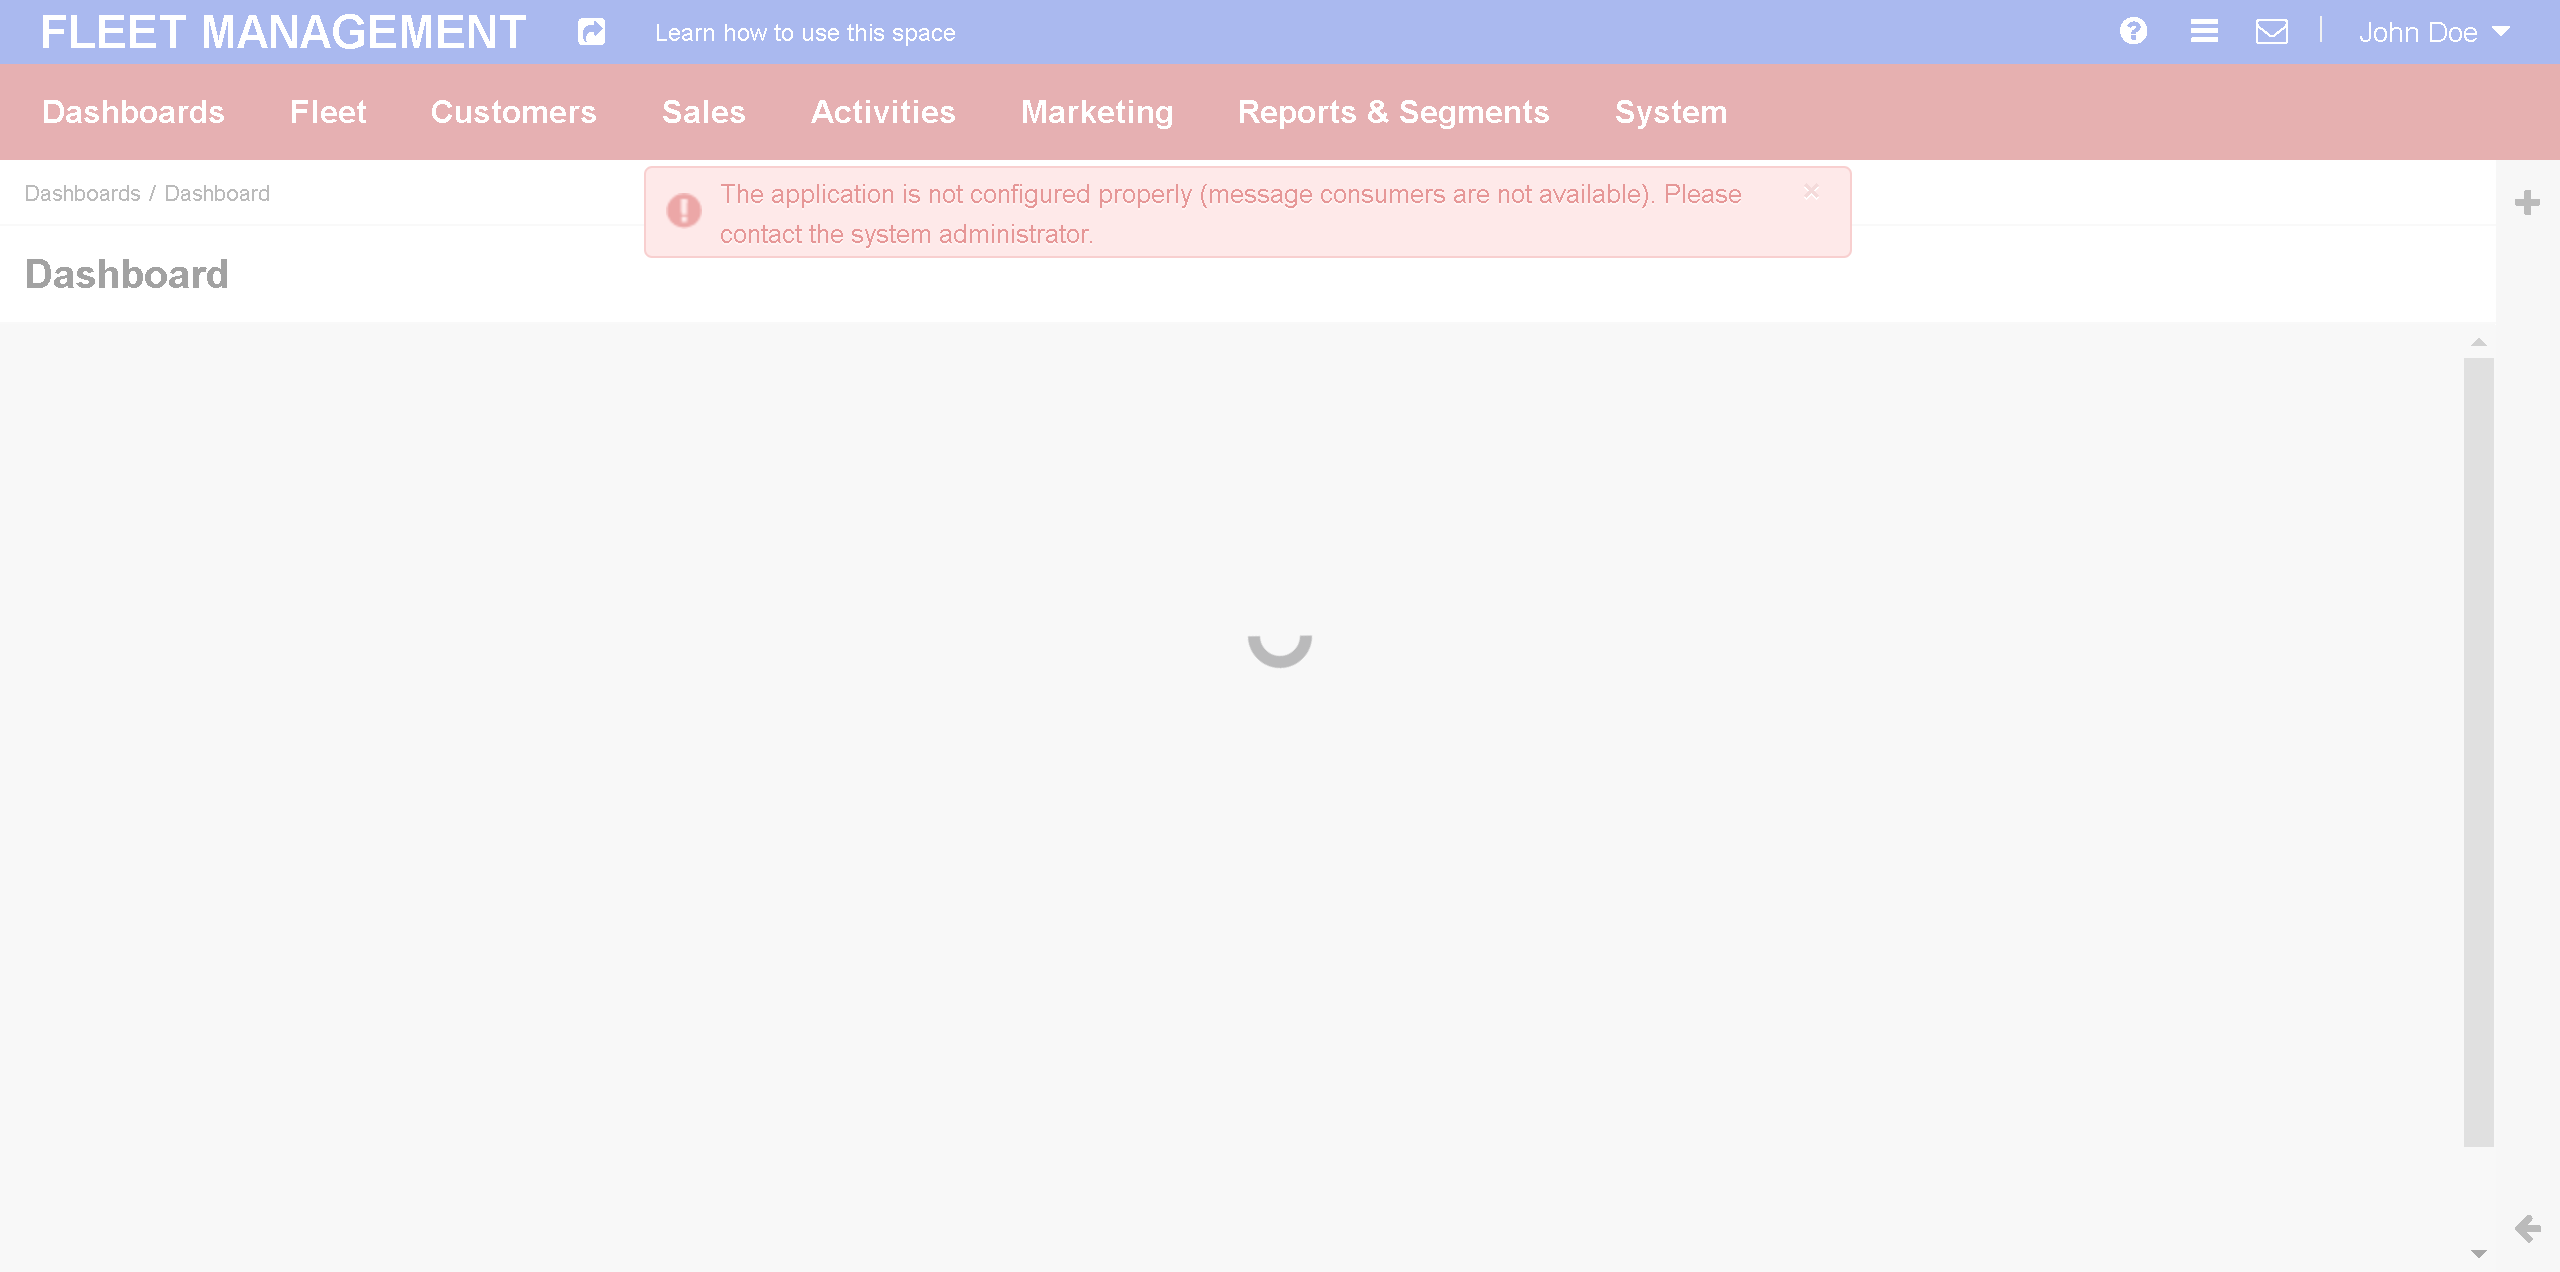 FLEET MANAGEMENT
Learn how to use this space
John Doe
Dashboards Fleet Customers Sales Activities Marketing Reports & Segments System
Dashboards / Dashboard
The application is not configured properly (message consumers are not available). Please
contact the system administrator.
×
Dashboard